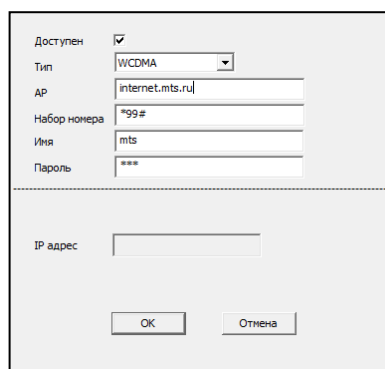 Доступен
Тип WCDMA
AP internet.mts.ru
Набор номера *99#
Имя mts
Пароль ***
IP адрес
OK Отмена